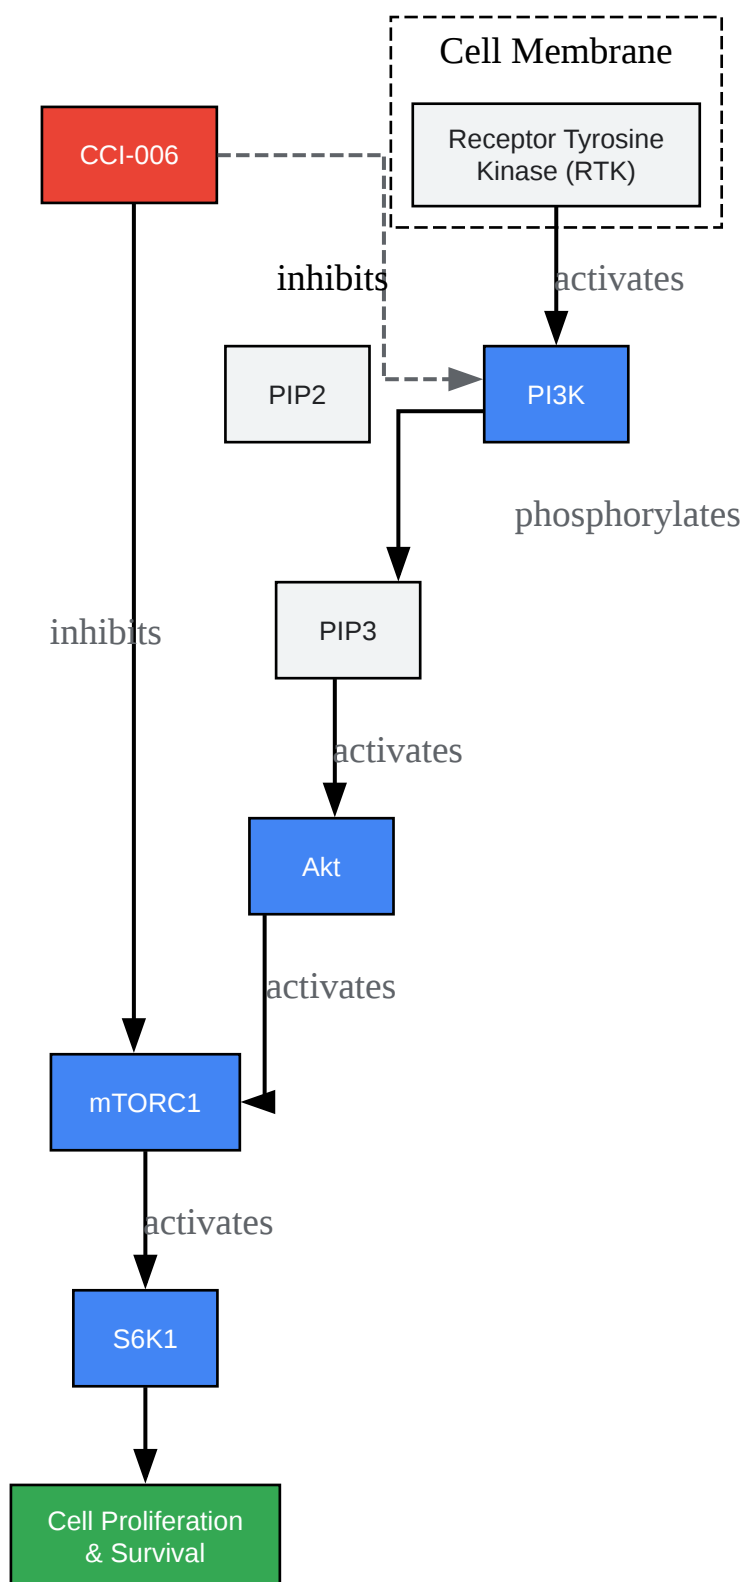 Cell Membrane
CCI-006
Receptor Tyrosine
Kinase (RTK)
inhibits
activates
PIP2
PI3K
phosphorylates
inhibits
PIP3
activates
Akt
activates
mTORC1
activates
S6K1
Cell Proliferation
& Survival